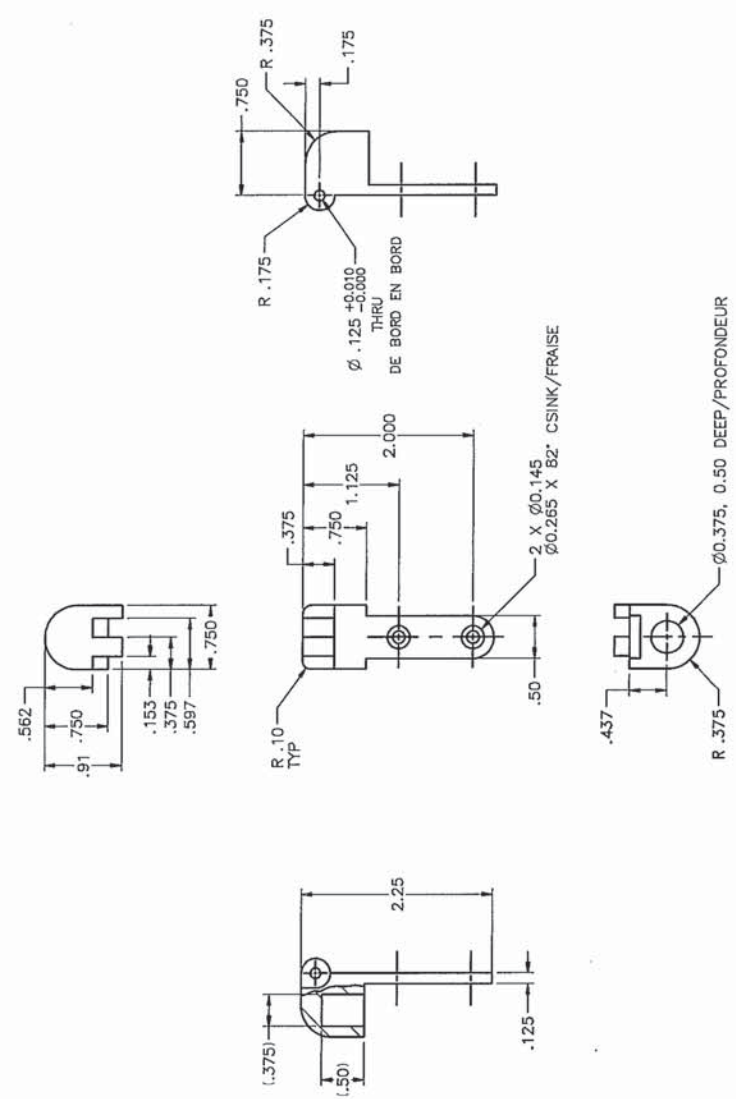 .750
R .375
.175
R .175
Ø .125 +0.010
-0.000
THRU
DE BORD EN BORD
.562
.750
.91
.153
.375
.597
.750
.375
.750
1.125
2.000
R .10
TYP
2 X Ø0.145
Ø0.265 X 82° CSINK/FRAISE
.50
.437
R .375
Ø0.375, 0.50 DEEP/PROFONDEUR
(.375)
(.50)
2.25
.125